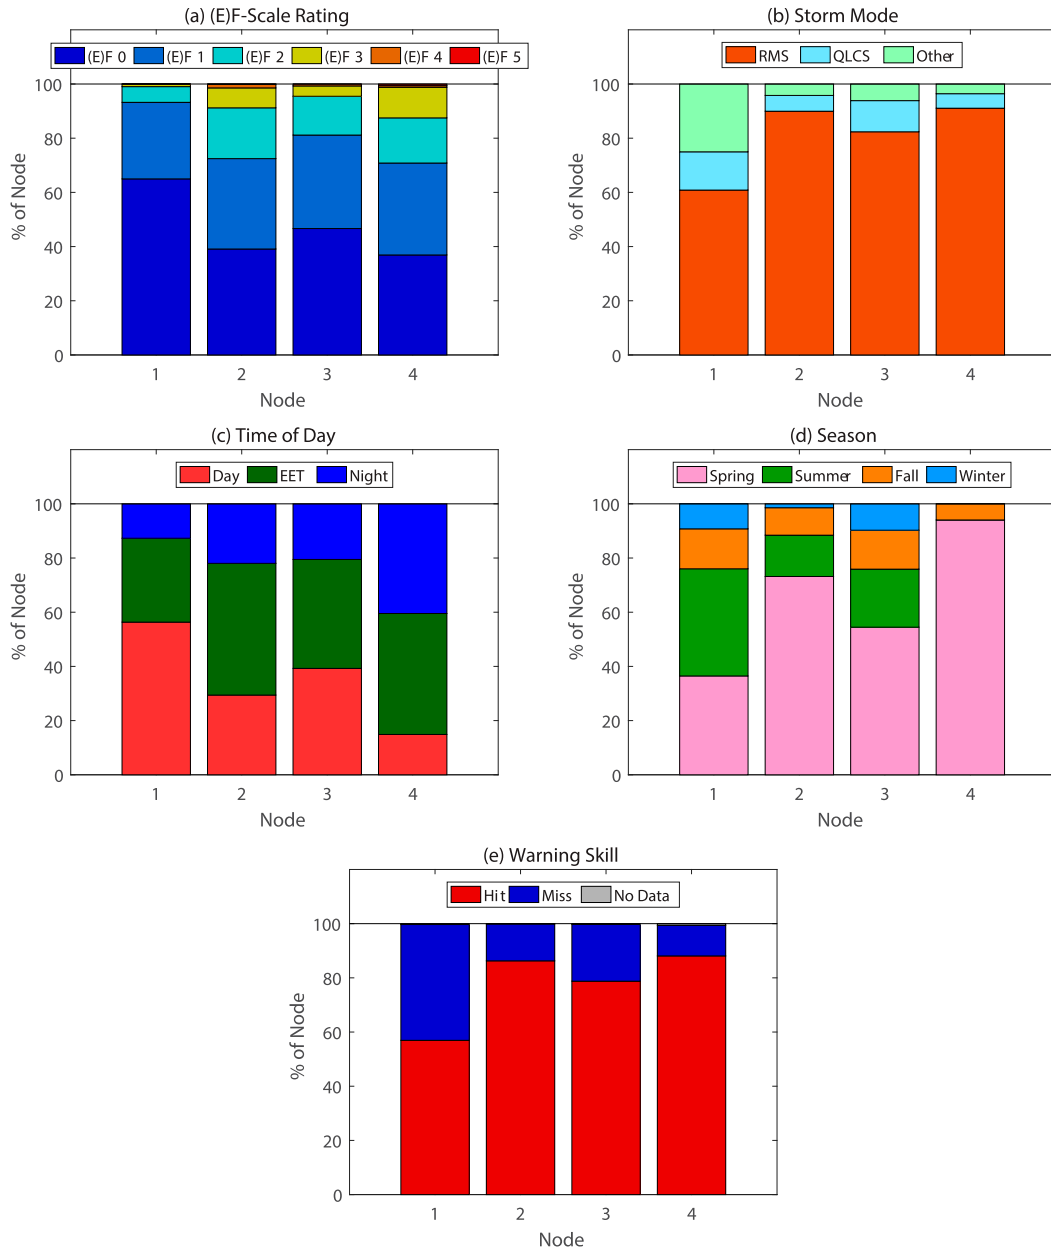 (a) (E)F-Scale Rating
(E)F 0 (E)F 1 (E)F 2 (E)F 3 (E)F 4 (E)F 5
100
80
60
40
20
0
% of Node
1 2 3 4
Node
(b) Storm Mode
RMS QLCS Other
100
80
60
40
20
0
% of Node
1 2 3 4
Node
(c) Time of Day
Day EET Night
100
80
60
40
20
0
% of Node
1 2 3 4
Node
(d) Season
Spring Summer Fall Winter
100
80
60
40
20
0
% of Node
1 2 3 4
Node
(e) Warning Skill
Hit Miss No Data
100
80
60
40
20
0
% of Node
1 2 3 4
Node